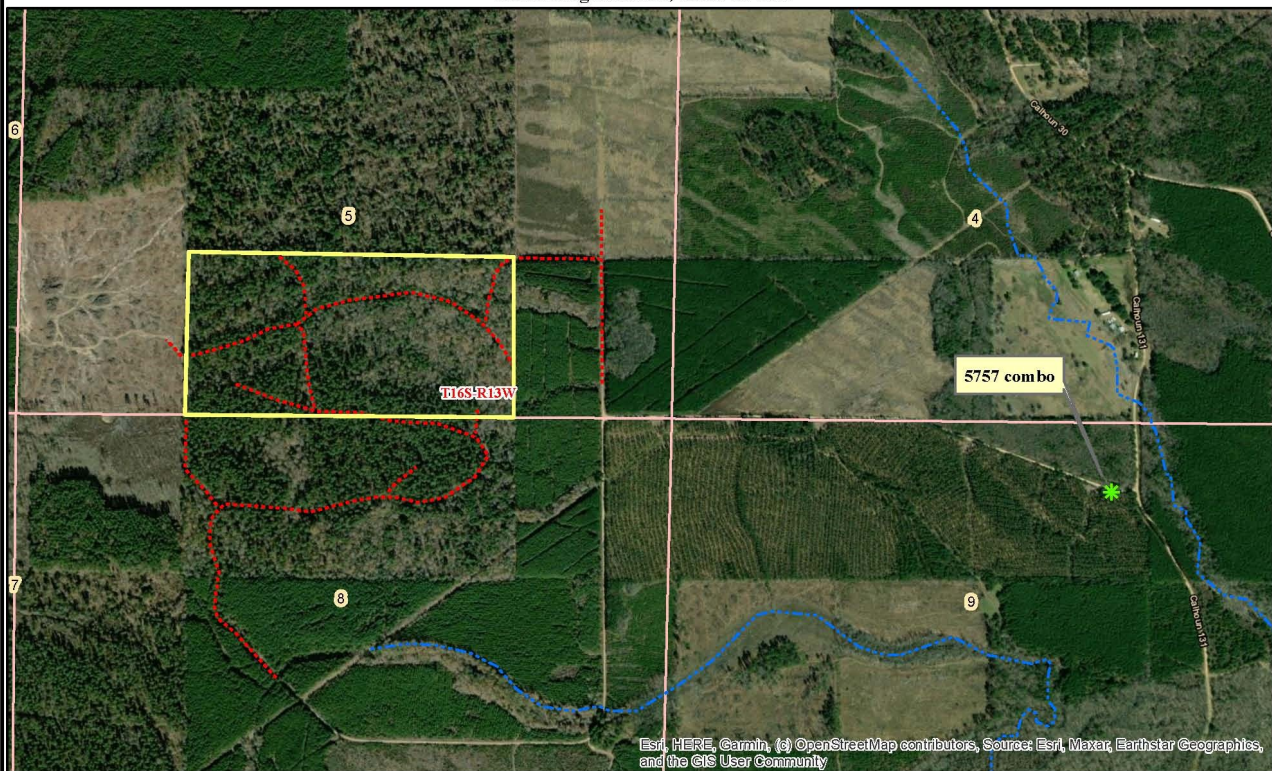 6
5
4
Calhoun 30
Calhoun 131
5757 combo
T16S-R13W
7
8
9
Calhoun 131
Esri, HERE, Garmin, (c) OpenStreetMap contributors, Source: Esri, Maxar, Earthstar Geographics,
and the GIS User Community